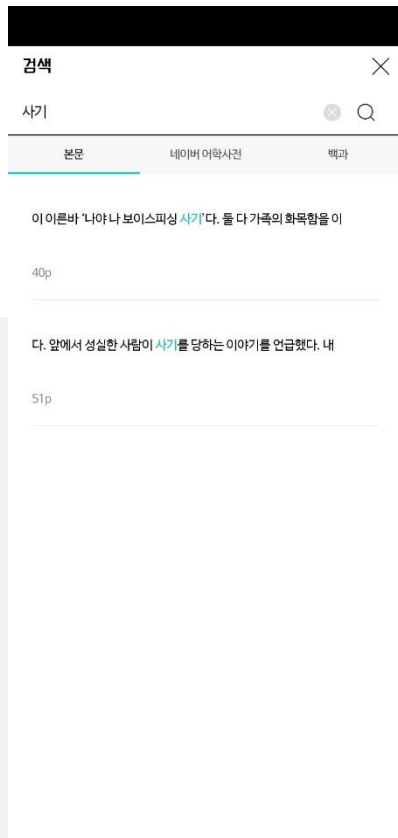 검색
사기
본문 네이버 어학사전 백과
이 이른바 '나야 나 보이스피싱 사기'다. 둘 다 가족의 화목함을 이
40p
다. 앞에서 성실한 사람이 사기를 당하는 이야기를 언급했다. 내
51p